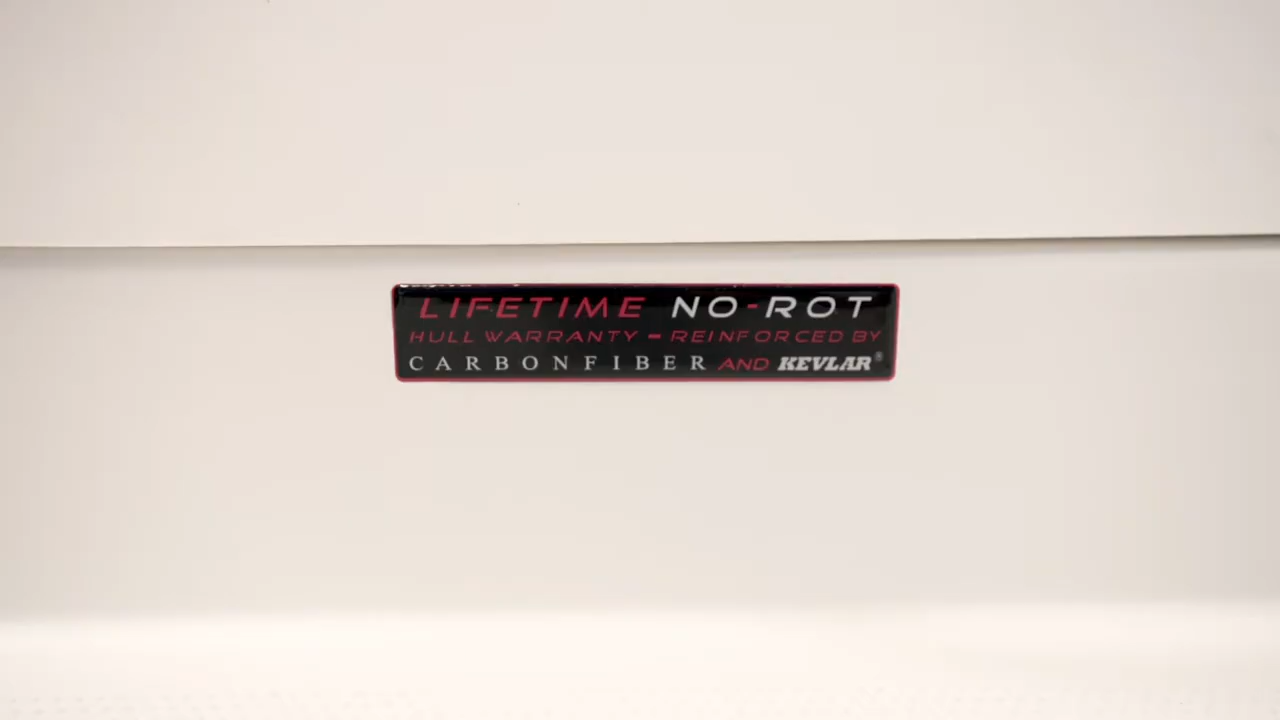 LIFETIME NO-ROT
HULL WARRANTY - REINFORCED BY
CARBONFIBER AND KEVLAR®